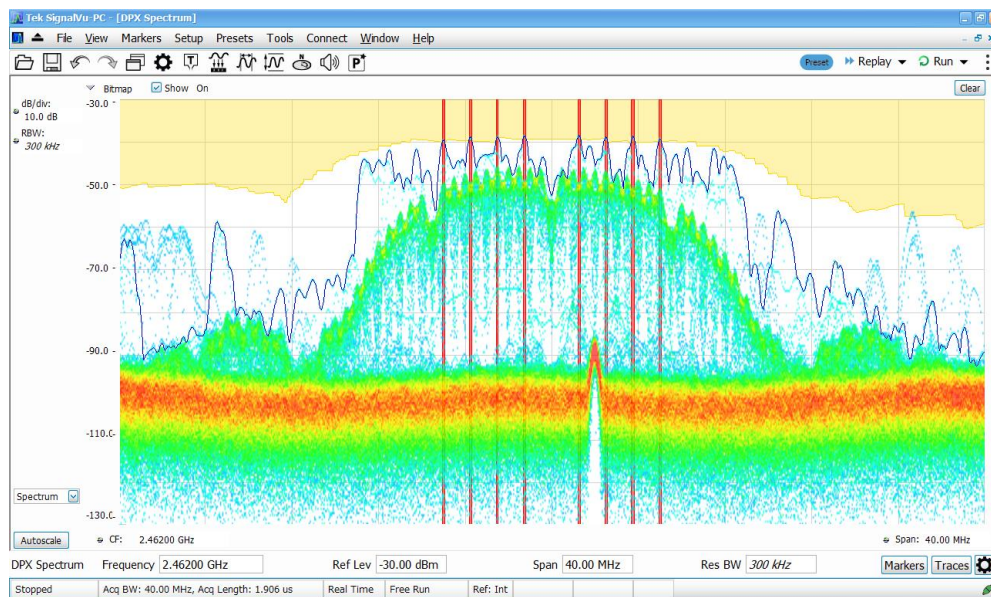 Tek SignalVu-PC - [DPX Spectrum]
File View Markers Setup Presets Tools Connect Window Help
Preset Replay Run
Bitmap Show On Clear
dB/div:
10.0 dB
RBW:
300 kHz
-30.0
-50.0
-70.0
-90.0
-110.0
-130.0
Spectrum
Autoscale CF: 2.46200 GHz Span: 40.00 MHz
DPX Spectrum Frequency 2.46200 GHz Ref Lev -30.00 dBm Span 40.00 MHz Res BW 300 kHz Markers Traces
Stopped Acq BW: 40.00 MHz, Acq Length: 1.906 us Real Time Free Run Ref: Int